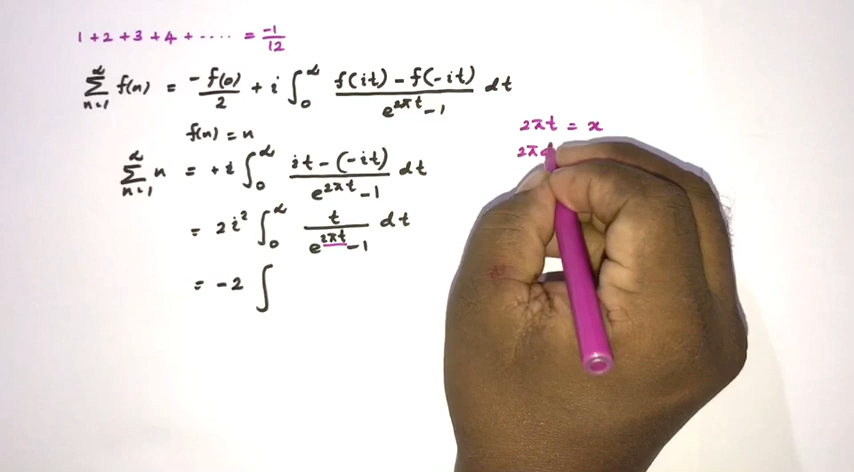 1 + 2 + 3 + 4 + ..... = -1/12
∑_{n=1}^{∝} f(n) = -f(0)/2 + i ∫_0^∝ (f(it) - f(-it))/(e^{2πt} - 1) dt
f(n) = n
2πt = x
2πd
∑_{n=1}^{∝} n = + i ∫_0^∝ (it - (-it))/(e^{2πt} - 1) dt
= 2i² ∫_0^∝ t/(e^{2πt} - 1) dt
= -2 ∫